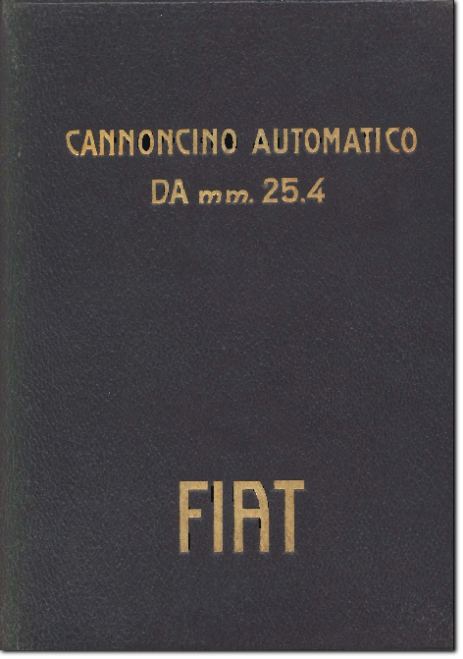 CANNONCINO AUTOMATICO
DA mm. 25.4
FIAT